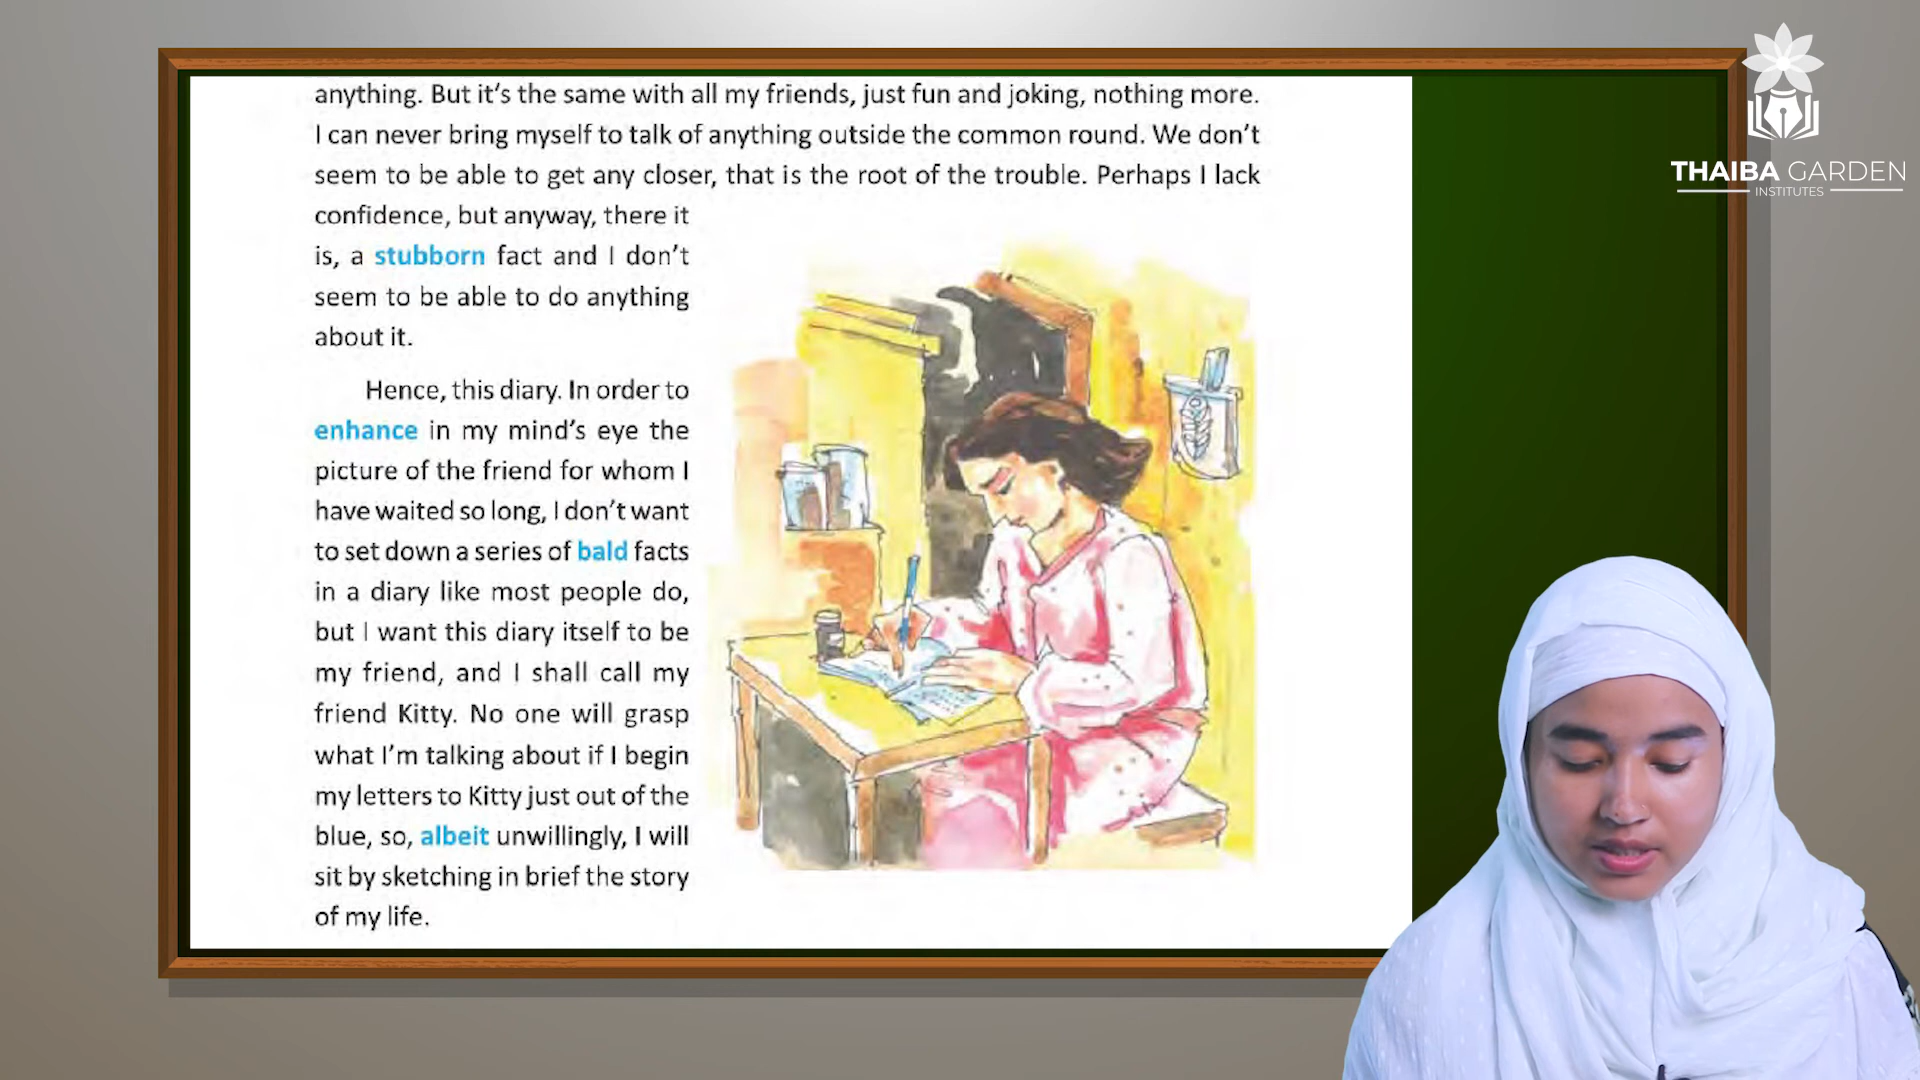 anything. But it's the same with all my friends, just fun and joking, nothing more.
I can never bring myself to talk of anything outside the common round. We don't
seem to be able to get any closer, that is the root of the trouble. Perhaps I lack
confidence, but anyway, there it
is, a stubborn fact and I don't
seem to be able to do anything
about it.
Hence, this diary. In order to
enhance in my mind's eye the
picture of the friend for whom I
have waited so long, I don't want
to set down a series of bald facts
in a diary like most people do,
but I want this diary itself to be
my friend, and I shall call my
friend Kitty. No one will grasp
what I'm talking about if I begin
my letters to Kitty just out of the
blue, so, albeit unwillingly, I will
sit by sketching in brief the story
of my life.
THAIBA GARDEN
INSTITUTES